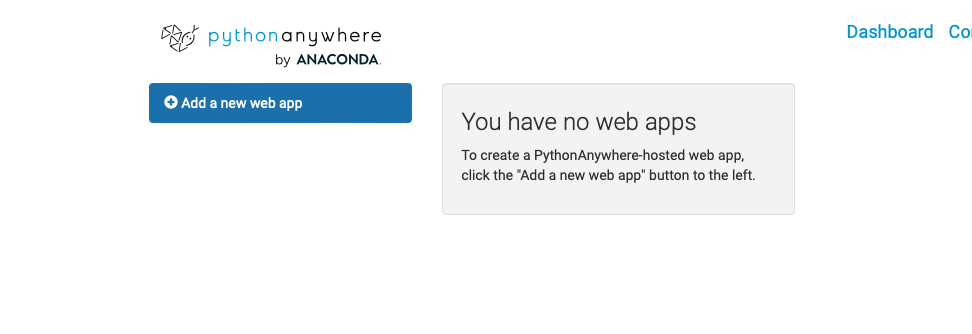 pythonanywhere
by ANACONDA.
Dashboard
Add a new web app
You have no web apps
To create a PythonAnywhere-hosted web app,
click the "Add a new web app" button to the left.